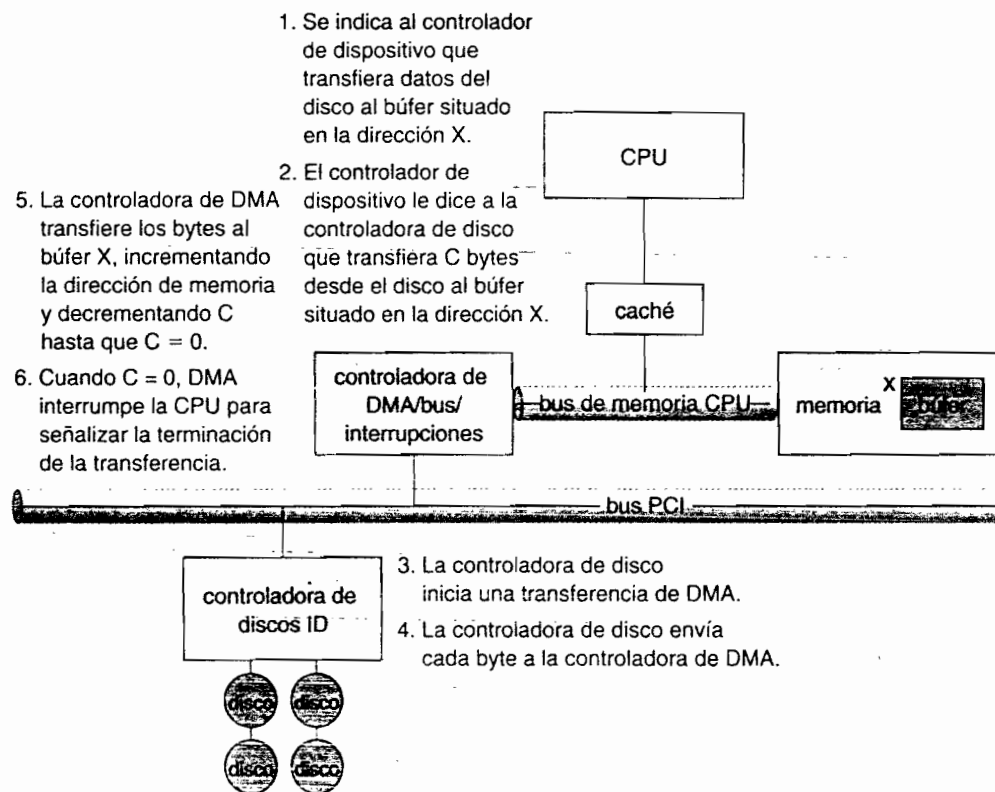 1. Se indica al controlador
de dispositivo que
transfiera datos del
disco al búfer situado
en la dirección X.
2. El controlador de
dispositivo le dice a la
controladora de disco
que transfiera C bytes
desde el disco al búfer
situado en la dirección X.
5. La controladora de DMA
transfiere los bytes al
búfer X, incrementando
la dirección de memoria
y decrementando C
hasta que C = 0.
6. Cuando C = 0, DMA
interrumpe la CPU para
señalizar la terminación
de la transferencia.
CPU
caché
controladora de
DMA/bus/
interrupciones
bus de memoria CPU
memoria
X
búfer
bus PCI
controladora de
discos ID
3. La controladora de disco
inicia una transferencia de DMA.
4. La controladora de disco envía
cada byte a la controladora de DMA.
disco
disco
disco
disco